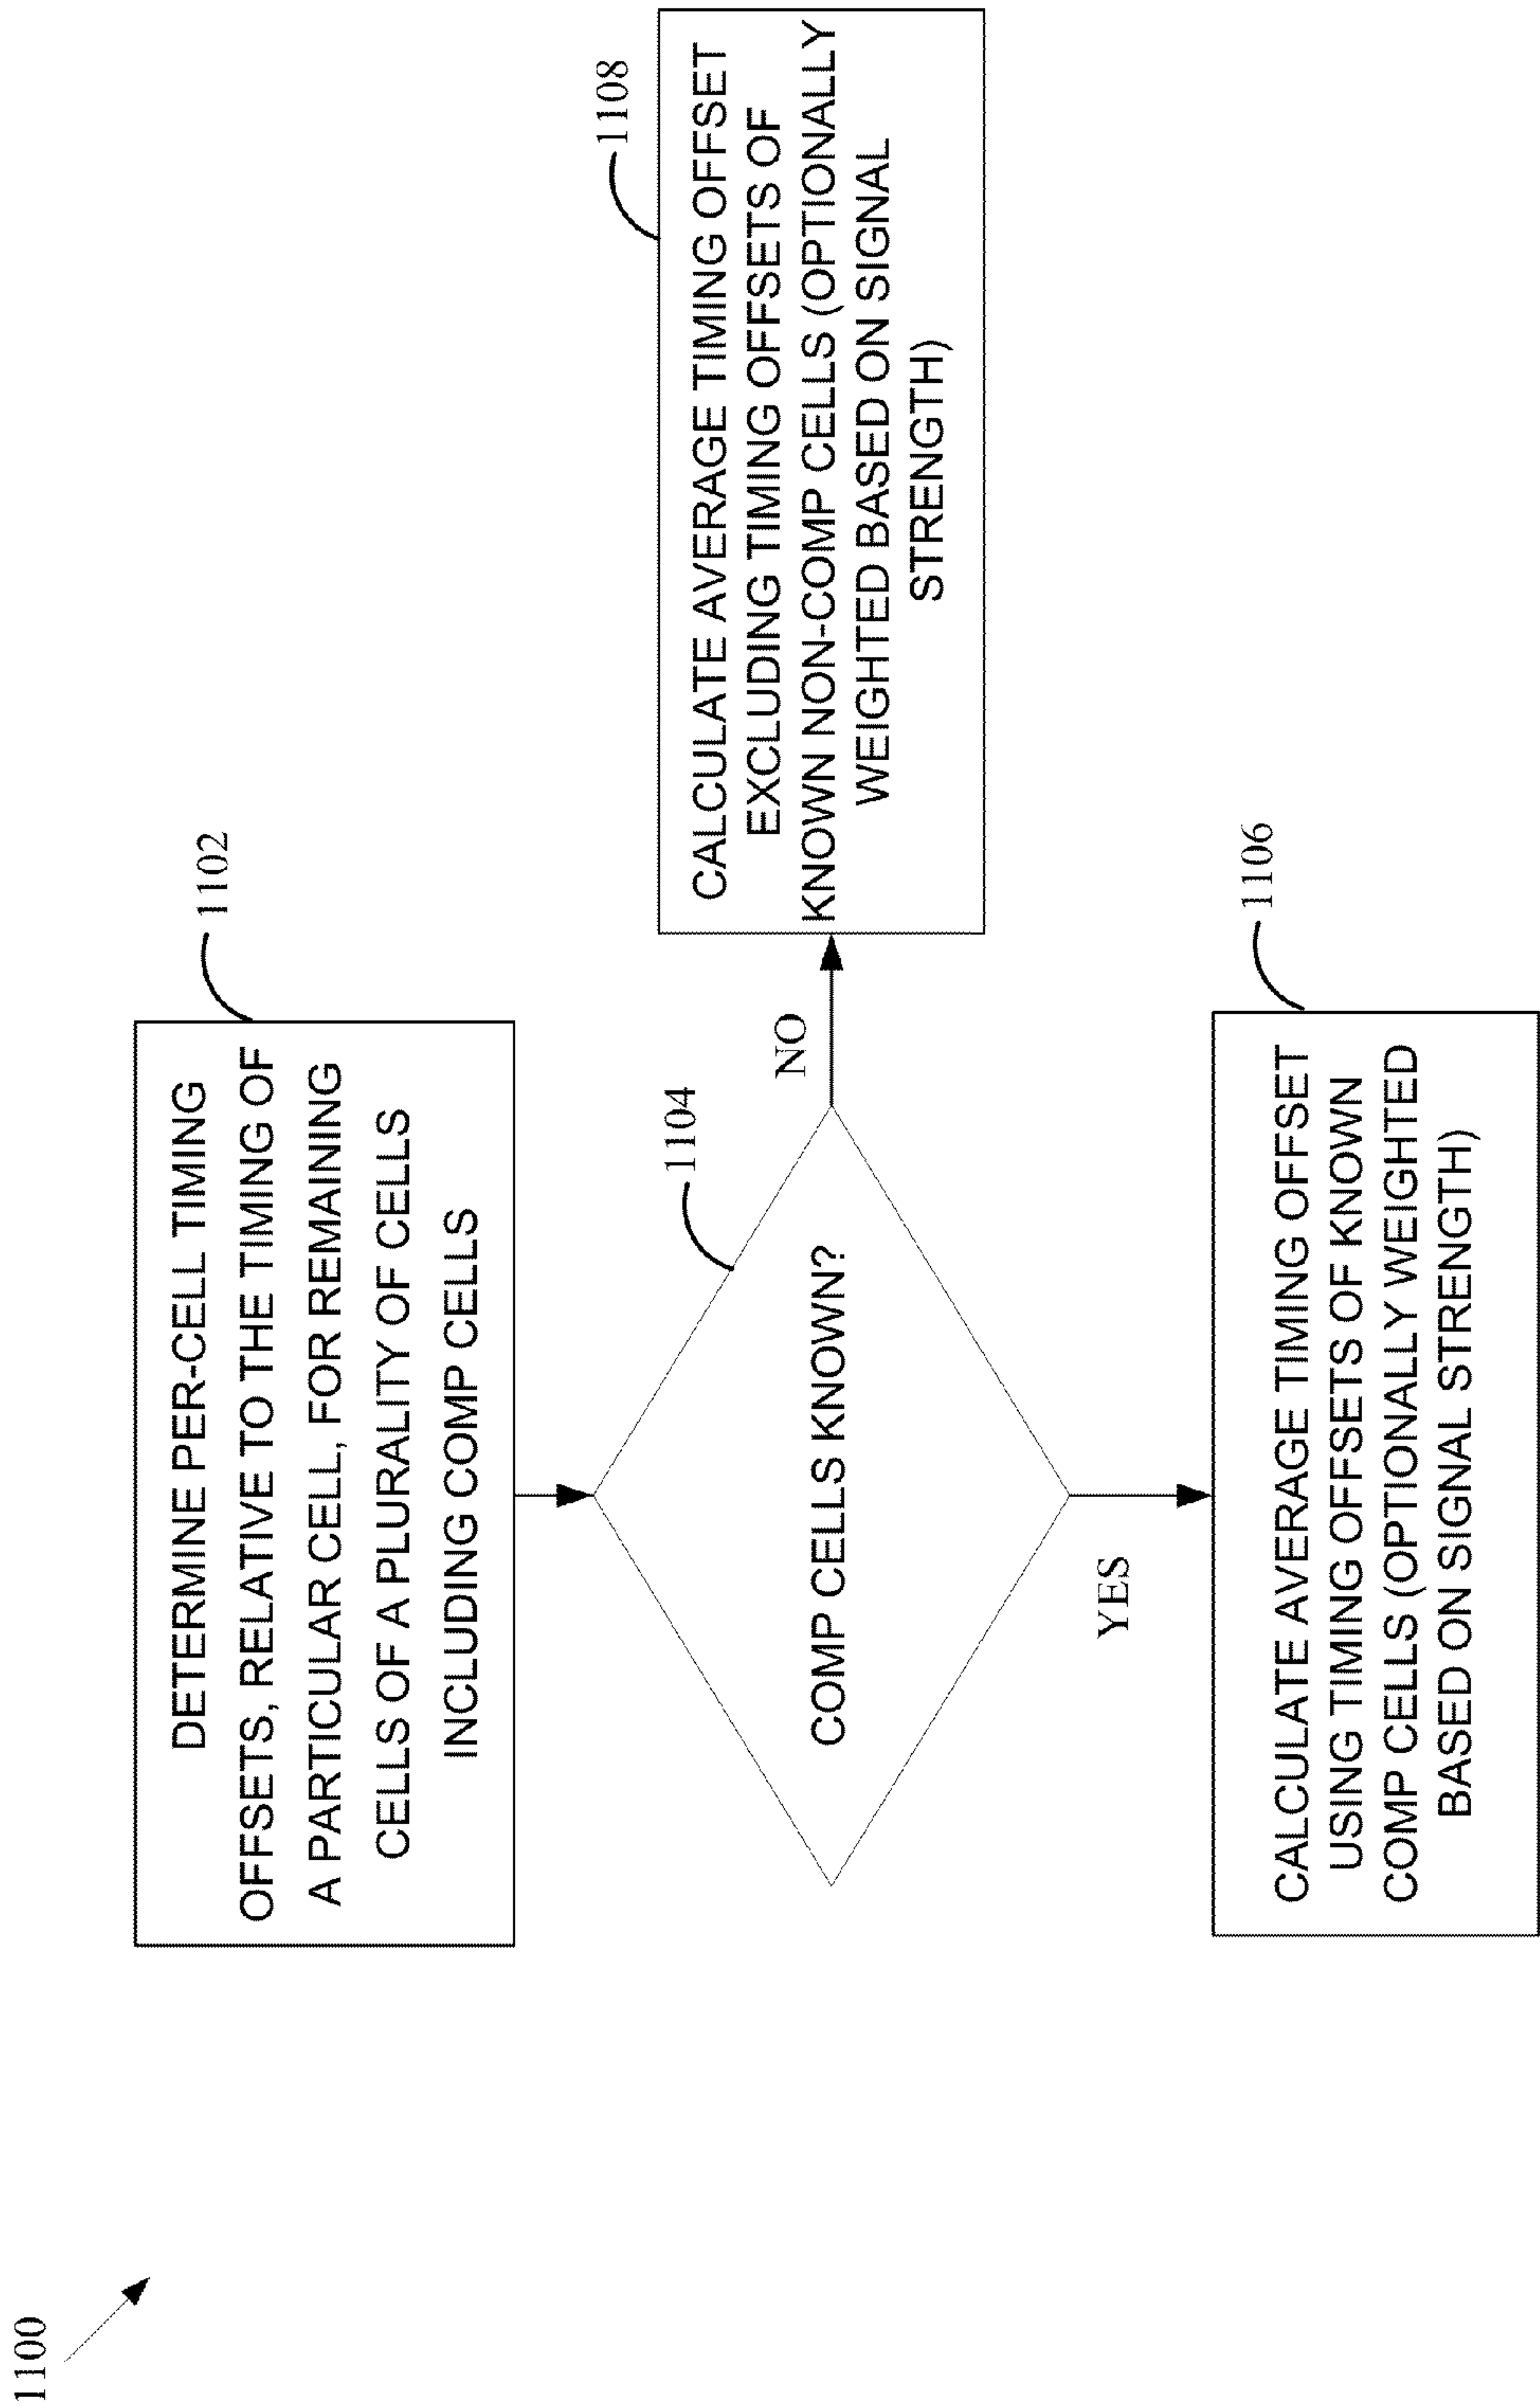 1100
1102
DETERMINE PER-CELL TIMING
OFFSETS, RELATIVE TO THE TIMING OF
A PARTICULAR CELL, FOR REMAINING
CELLS OF A PLURALITY OF CELLS
INCLUDING COMP CELLS
1104
COMP CELLS KNOWN?
NO
1108
CALCULATE AVERAGE TIMING OFFSET
EXCLUDING TIMING OFFSETS OF
KNOWN NON-COMP CELLS (OPTIONALLY
WEIGHTED BASED ON SIGNAL
STRENGTH)
YES
1106
CALCULATE AVERAGE TIMING OFFSET
USING TIMING OFFSETS OF KNOWN
COMP CELLS (OPTIONALLY WEIGHTED
BASED ON SIGNAL STRENGTH)